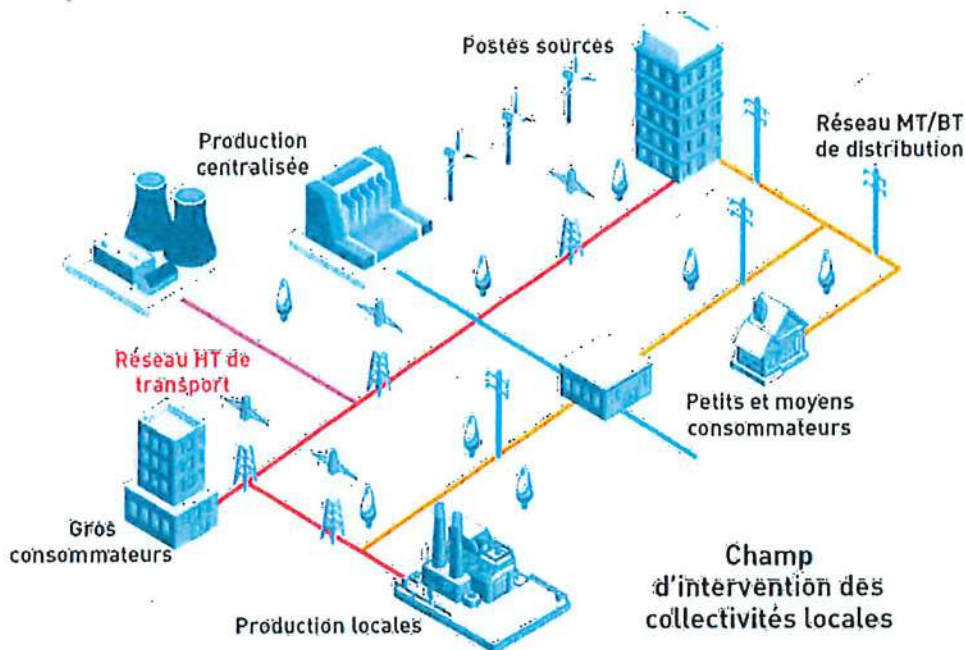 Postes sources
Production
centralisée
Réseau MT/BT
de distribution
Réseau HT de
transport
Petits et moyens
consommateurs
Gros
consommateurs
Production locales
Champ
d'intervention des
collectivités locales